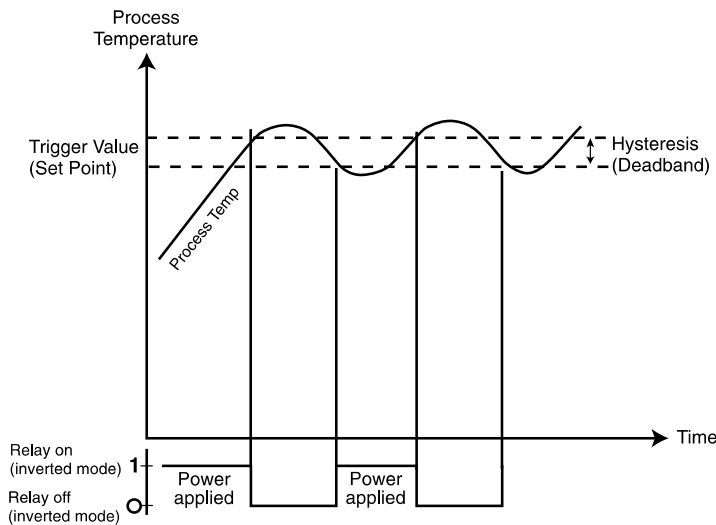 Process
Temperature
Trigger Value
(Set Point)
Hysteresis
(Deadband)
Process Temp
Time
Relay on
(inverted mode)
1
Power
applied
Power
applied
Relay off
(inverted mode)
0